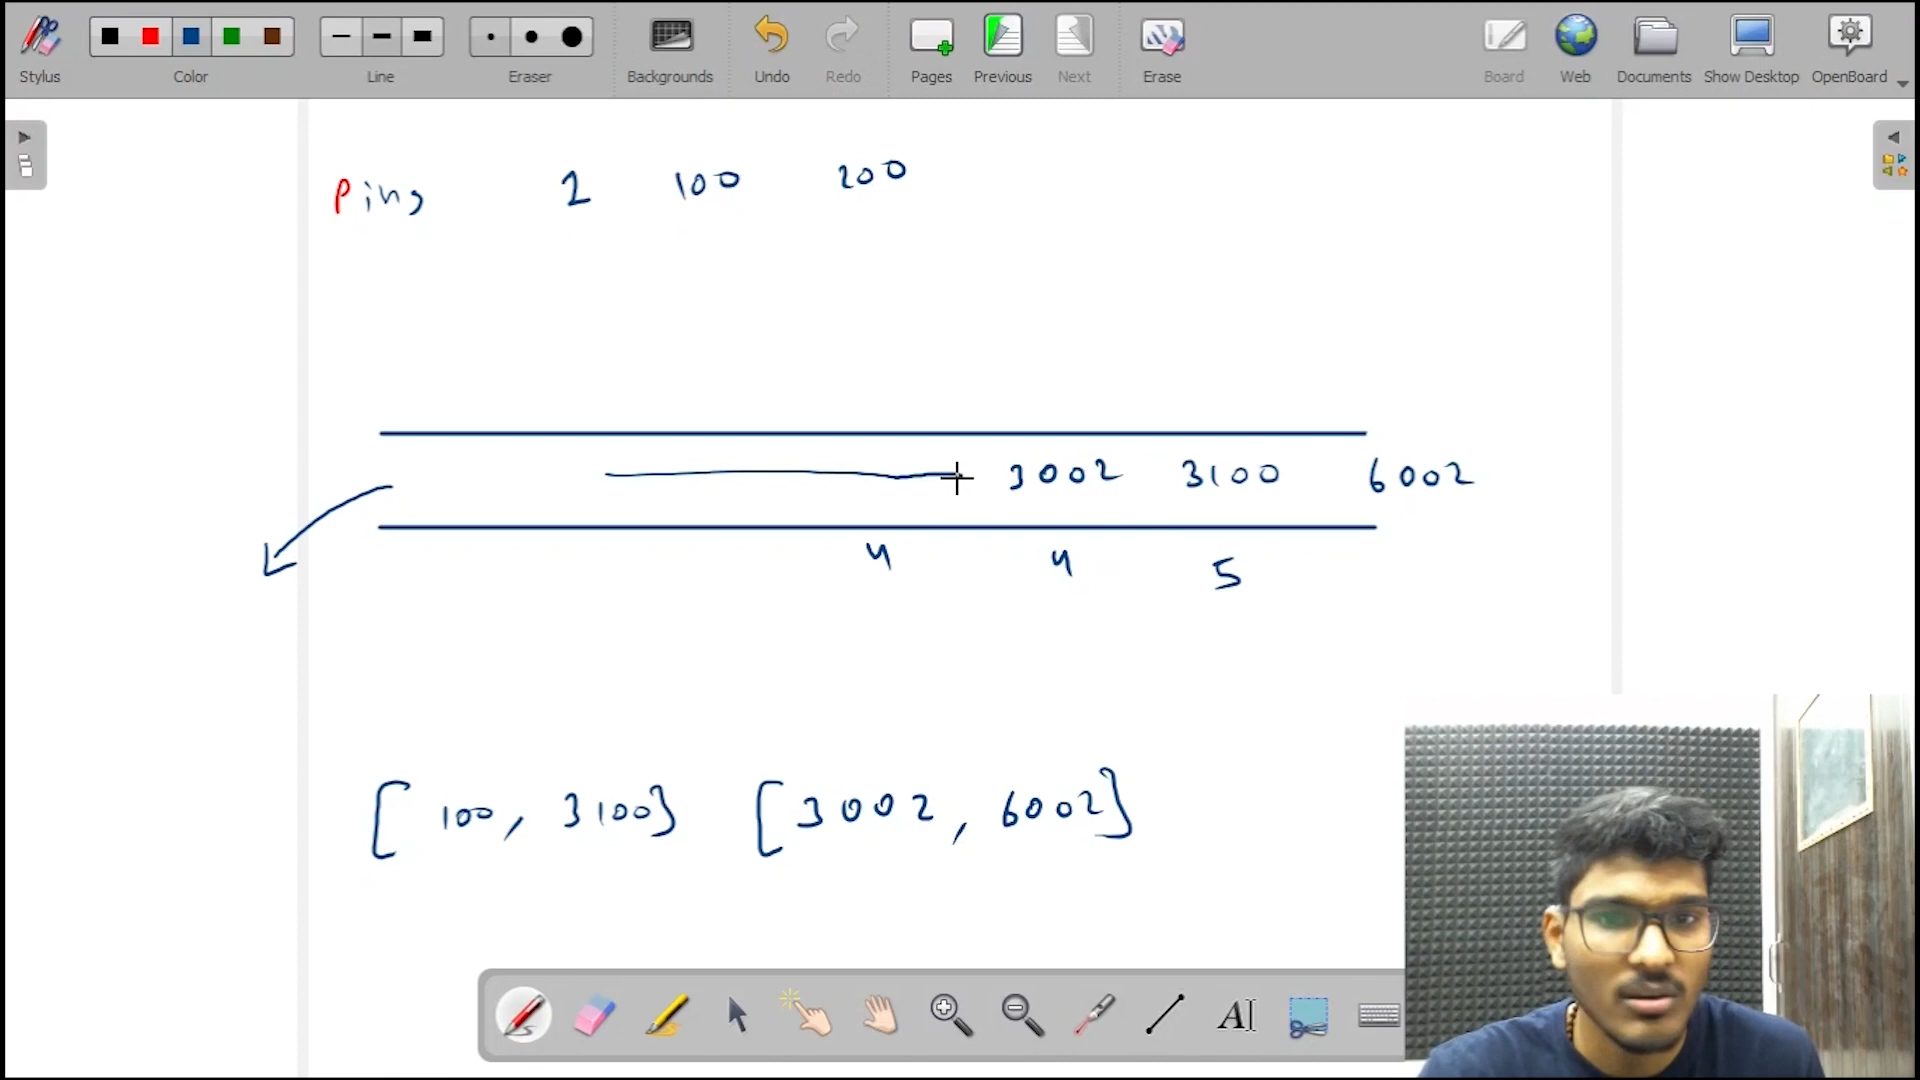 Stylus Color Line Eraser Backgrounds Undo Redo Pages Previous Next Erase Board Web Documents Show Desktop OpenBoard
Ping 2 100 200
3002 3100 6002
4 4 5
[100, 3100] [3002, 6002]
AI